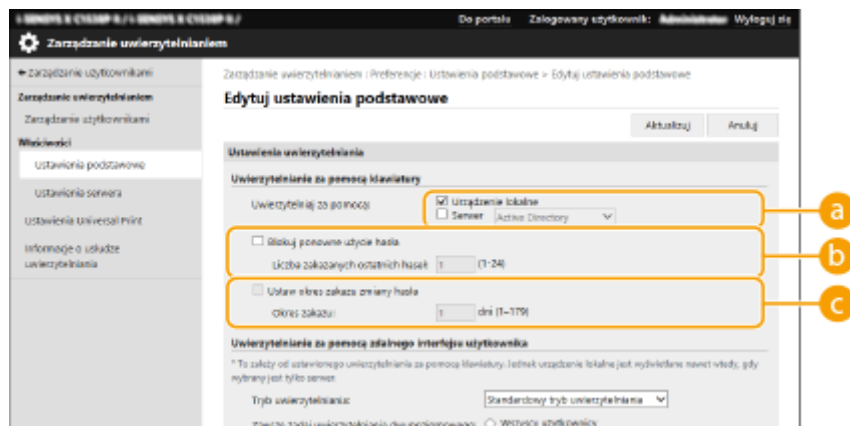 Do portalu Zalogowany użytkownik: Administrator Wyloguj się
Zarządzanie uwierzytelnianiem
Zarządzanie użytkownikami
Zarządzanie uwierzytelnianiem : Preferencje : Ustawienia podstawowe > Edytuj ustawienia podstawowe
Zarządzanie uwierzytelnianiem
Zarządzanie użytkownikami
Właściwości
Ustawienia podstawowe
Ustawienia serwera
Ustawienia Universal Print
Informacje o usłudze
uwierzytelniania
Edytuj ustawienia podstawowe
Aktualizuj Anuluj
Ustawienia uwierzytelniania
Uwierzytelnianie za pomocą klawiatury
Uwierzytelniaj za pomocą: Urządzenie lokalne
Serwer Active Directory
a
Blokuj ponowne użycie hasła
Liczba zakazanych ostatnich haseł: 1 (1-24)
b
Ustaw okres zakazu zmiany hasła
Okres zakazu: 1 dni (1-179)
c
Uwierzytelnianie za pomocą zdalnego interfejsu użytkownika
* To zależy od ustawionego uwierzytelniania za pomocą klawiatury. Jednak urządzenie lokalne jest wyświetlane nawet wtedy, gdy
wybrany jest tylko serwer.
Tryb uwierzytelniania: Standardowy tryb uwierzytelniania
Zawsze żądaj uwierzytelniania dwupoziomowego: Wszyscy użytkownicy